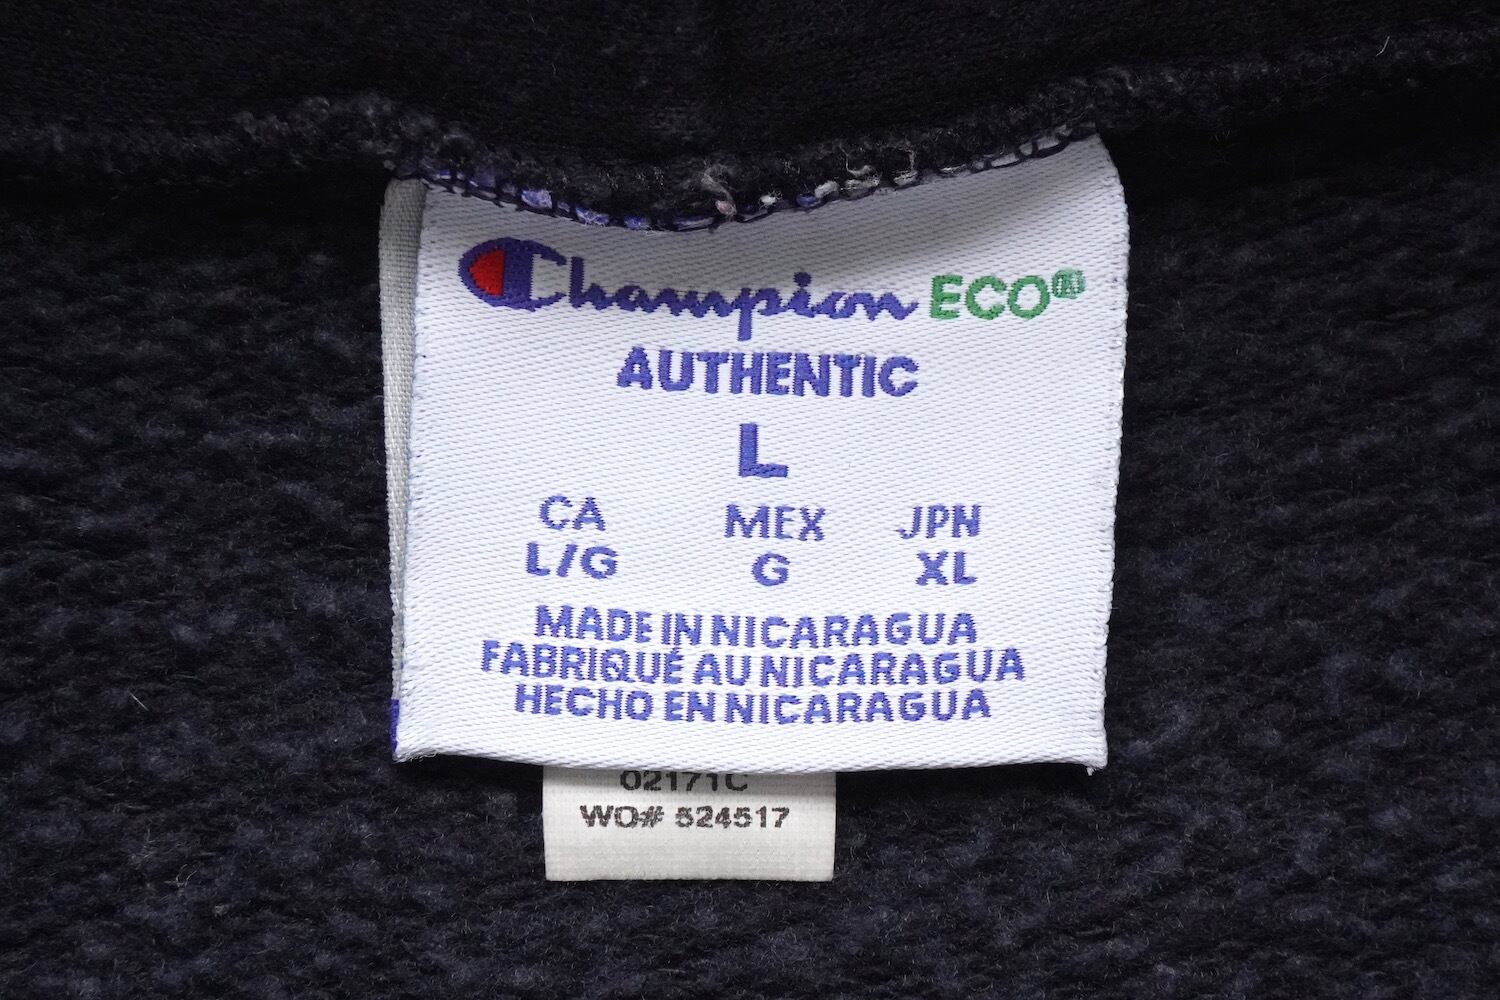 Champion ECO
AUTHENTIC
L
CA MEX JPN
L/G G XL
MADE IN NICARAGUA
FABRIQUÉ AU NICARAGUA
HECHO EN NICARAGUA
02171C
WO# 524517